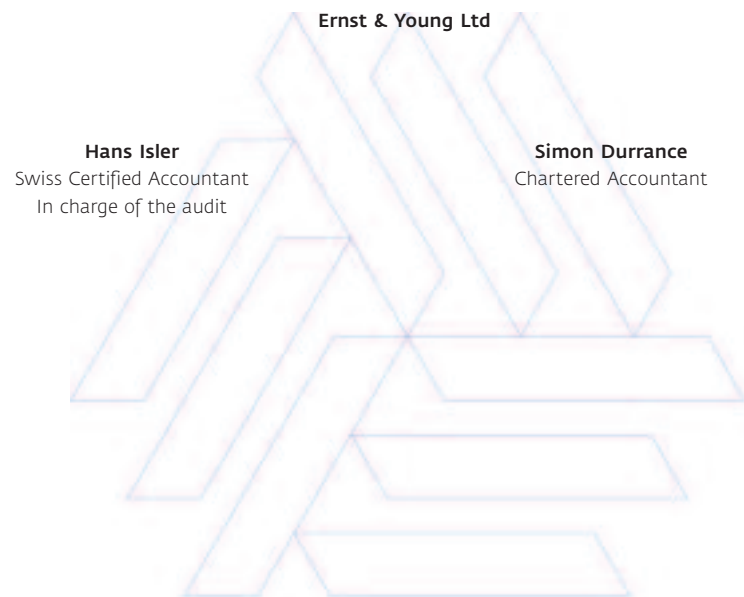 Ernst & Young Ltd
Hans Isler
Swiss Certified Accountant
In charge of the audit
Simon Durrance
Chartered Accountant